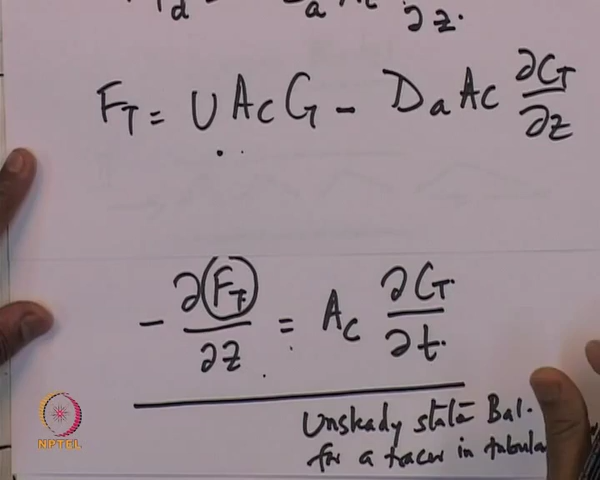 F_T = U A_C C_T - D_a A_C ∂C_T/∂z
- ∂(F_T)/∂z = A_C ∂C_T/∂t
Unsteady state Bal.
for a tracer in tubular
NPTEL